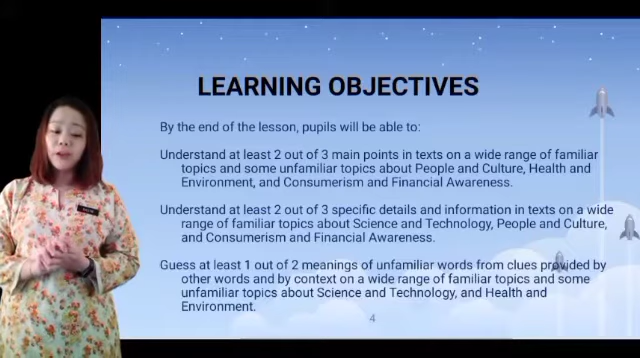 LEARNING OBJECTIVES
By the end of the lesson, pupils will be able to:
Understand at least 2 out of 3 main points in texts on a wide range of familiar
topics and some unfamiliar topics about People and Culture, Health and
Environment, and Consumerism and Financial Awareness.
Understand at least 2 out of 3 specific details and information in texts on a wide
range of familiar topics about Science and Technology, People and Culture,
and Consumerism and Financial Awareness.
Guess at least 1 out of 2 meanings of unfamiliar words from clues provided by
other words and by context on a wide range of familiar topics and some
unfamiliar topics about Science and Technology, and Health and
Environment.
4